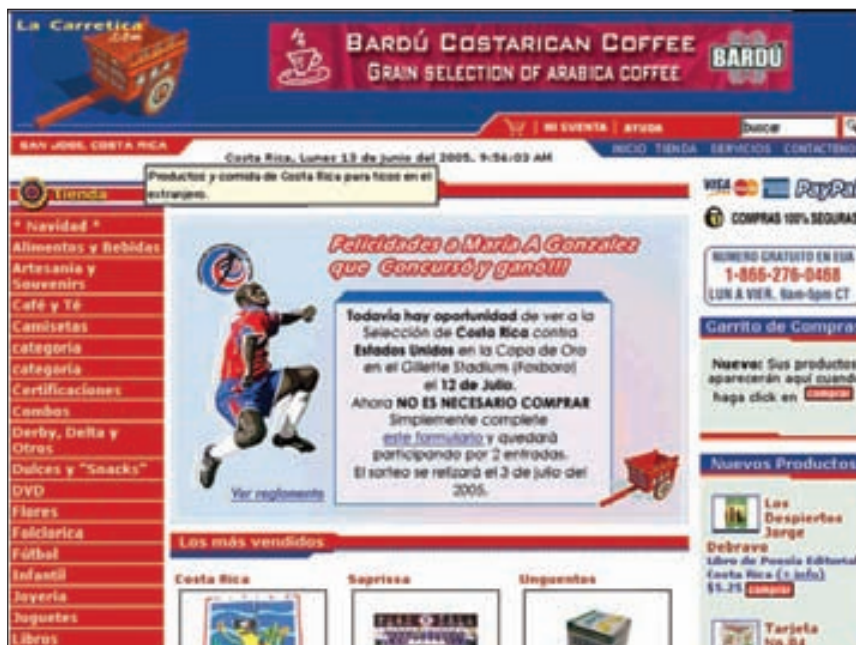 La Carretica
.com
BARDÚ COSTARICAN COFFEE
GRAIN SELECTION OF ARABICA COFFEE
BARDÚ
MI CUENTA | AYUDA
buscar
SAN JOSE, COSTA RICA
Costa Rica, Lunes 13 de junio del 2005, 9:56:03 AM
INICIO TIENDA SERVICIOS CONTACTENOS
Productos y comida de Costa Rica para ticos en el
extranjero.
Tienda
* Navidad *
Alimentos y Bebidas
Artesania y
Souvenirs
Café y Té
Camisetas
categoria
categoria
Certificaciones
Combos
Derby, Delta y
Otros
Dulces y "Snacks"
DVD
Flores
Folclorica
Fútbol
Infantil
Joyeria
Juguetes
Libros
Felicidades a María A Gonzalez
que Concursó y ganó!!!
Todavía hay oportunidad de ver a la
Selección de Costa Rica contra
Estados Unidos en la Copa de Oro
en el Gillette Stadium (Foxboro)
el 12 de Julio.
Ahora NO ES NECESARIO COMPRAR
Simplemente complete
este formulario y quedará
participando por 2 entradas.
El sorteo se relizará el 3 de julio del
2005.
Ver reglamento
Los más vendidos
Costa Rica
Saprissa
Unguentos
VISA
PayPal
COMPRAS 100% SEGURAS
NUMERO GRATUITO EN EUA
1-866-276-0468
LUN A VIER. 9am-5pm CT
Carrito de Compras
Nuevo: Sus productos
aparecerán aquí cuando
haga click en comprar
Nuevos Productos
Los
Despiertos
Jorge
Debravo
Libro de Poesia Editorial
Costa Rica (+ info)
$5.25 comprar
Tarjeta